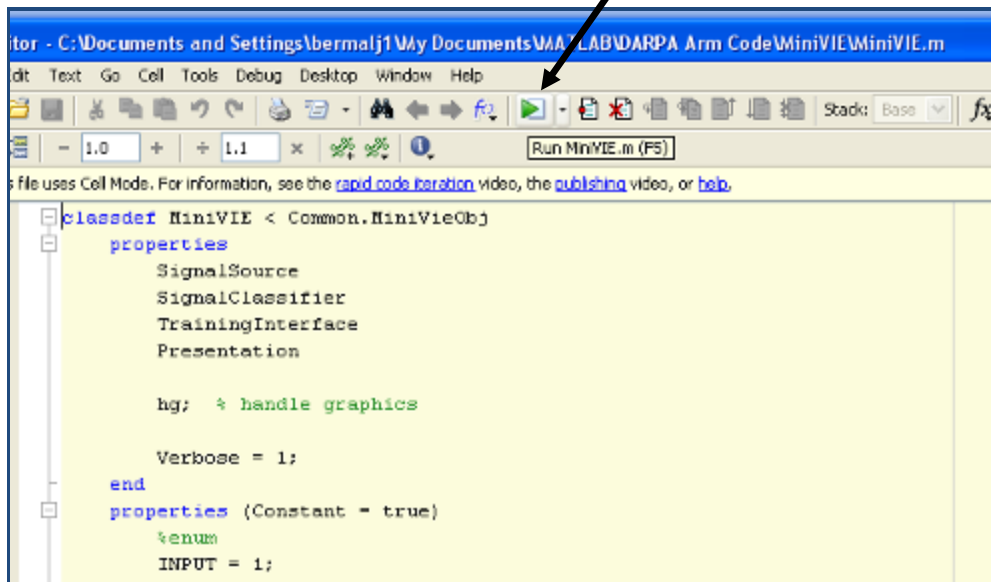 itor - C:\Documents and Settings\bermalj1\My Documents\MATLAB\DARPA Arm Code\MiniVIE\MiniVIE.m
dit Text Go Cell Tools Debug Desktop Window Help
Stack: Base fx
- 1.0 + ÷ 1.1 × Run MiniVIE.m (F5)
s file uses Cell Mode. For information, see the rapid code iteration video, the publishing video, or help.
classdef MiniVIE < Common.MiniVieObj
properties
SignalSource
SignalClassifier
TrainingInterface
Presentation
hg; % handle graphics
Verbose = 1;
end
properties (Constant = true)
%enum
INPUT = 1;